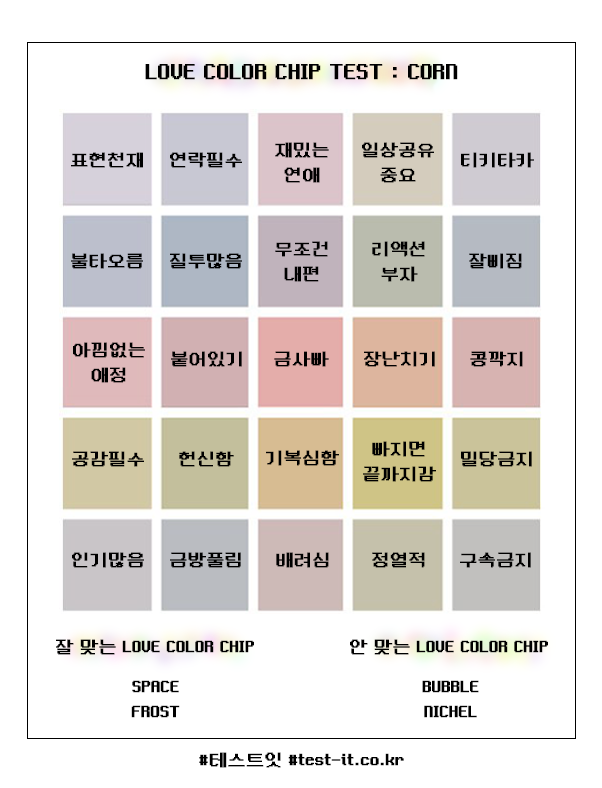 LOVE COLOR CHIP TEST : CORN
표현천재
연락필수
재밌는
연애
일상공유
중요
티키타카
불타오름
질투많음
무조건
내편
리액션
부자
잘삐짐
아낌없는
애정
붙어있기
금사빠
장난치기
콩깍지
공감필수
헌신함
기복심함
빠지면
끝까지감
밀당금지
인기많음
금방풀림
배려심
정열적
구속금지
잘 맞는 LOVE COLOR CHIP
SPACE
FROST
안 맞는 LOVE COLOR CHIP
BUBBLE
NICHEL
#테스트잇 #test-it.co.kr